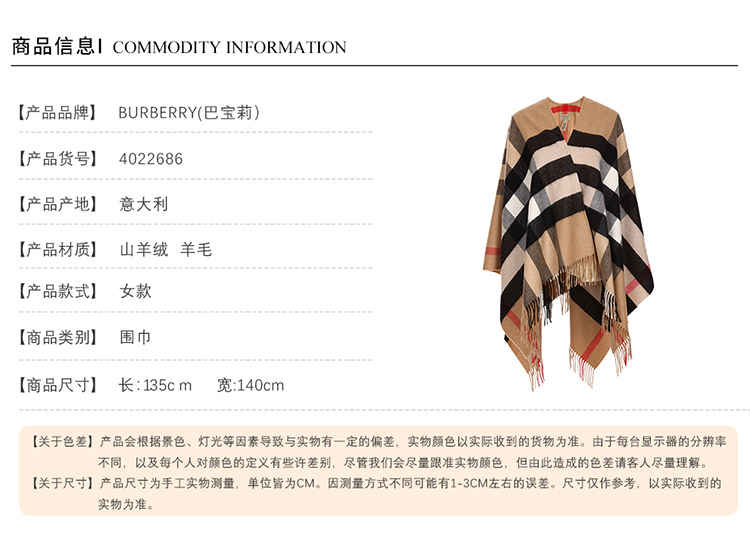 商品信息I COMMODITY INFORMATION
【产品品牌】 BURBERRY(巴宝莉）
【产品货号】 4022686
【产品产地】 意大利
【产品材质】 山羊绒 羊毛
【产品款式】 女款
【商品类别】 围巾
【商品尺寸】 长:135c m 宽:140cm
【关于色差】产品会根据景色、灯光等因素导致与实物有一定的偏差，实物颜色以实际收到的货物为准。由于每台显示器的分辨率
不同，以及每个人对颜色的定义有些许差别，尽管我们会尽量跟准实物颜色，但由此造成的色差请客人尽量理解。
【关于尺寸】产品尺寸为手工实物测量，单位皆为CM。因测量方式不同可能有1-3CM左右的误差。尺寸仅作参考，以实际收到的
实物为准。